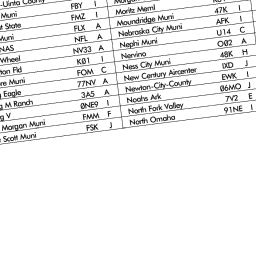 -Uinta County FBY I
Muni FMZ I
t State FLX A
Muni NFL A
NAS NV33 A
Wheel KØ1 I
ton Fld FOM C
re Muni 77NV A
g Eagle 3A5 A
g M Ranch ØNE9 I
g V FMM F
Morgan Muni FSK J
Scott Muni
Moritz Meml 47K I
Moundridge Muni AFK I
Nebraska City Muni U14 C
Nephi Muni OØ2 A
Nervino 48K H
Ness City Muni IXD J
New Century Aircenter EWK I
Newton-City-County Ø6MO J
Noahs Ark 7V2 E
North Fork Valley 91NE I
North Omaha